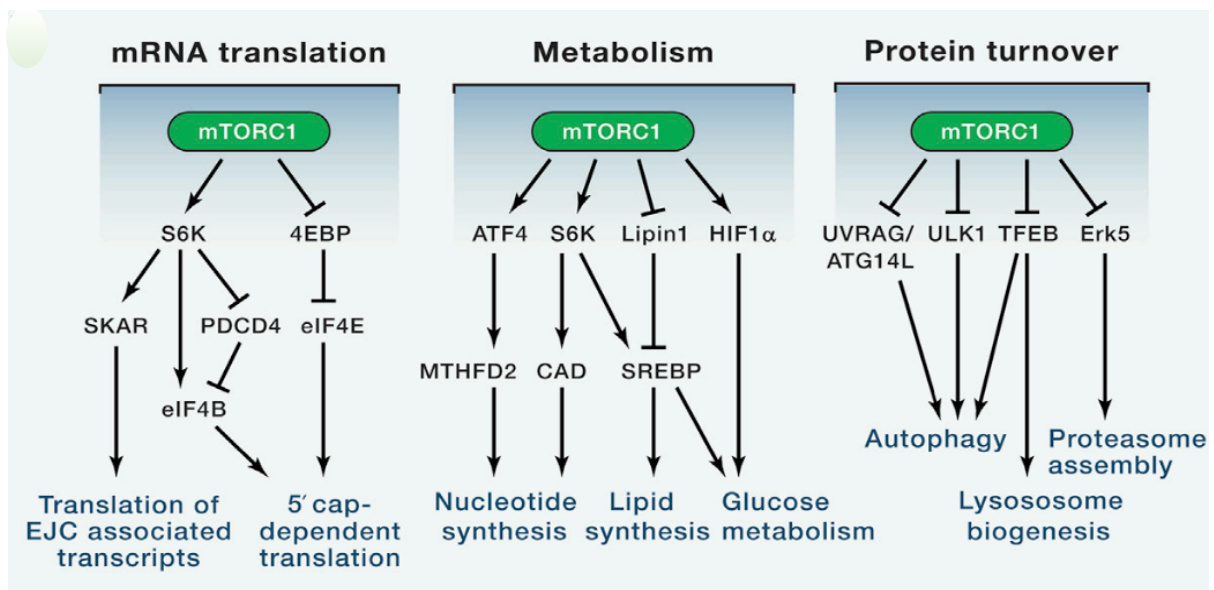 mRNA translation
mTORC1
S6K
4EBP
SKAR
PDCD4
eIF4E
eIF4B
Translation of
EJC associated
transcripts
5′ cap-
dependent
translation
Metabolism
mTORC1
ATF4
S6K
Lipin1
HIF1α
MTHFD2
CAD
SREBP
Nucleotide
synthesis
Lipid
synthesis
Glucose
metabolism
Protein turnover
mTORC1
UVRAG/
ATG14L
ULK1
TFEB
Erk5
Autophagy
Proteasome
assembly
Lysososome
biogenesis